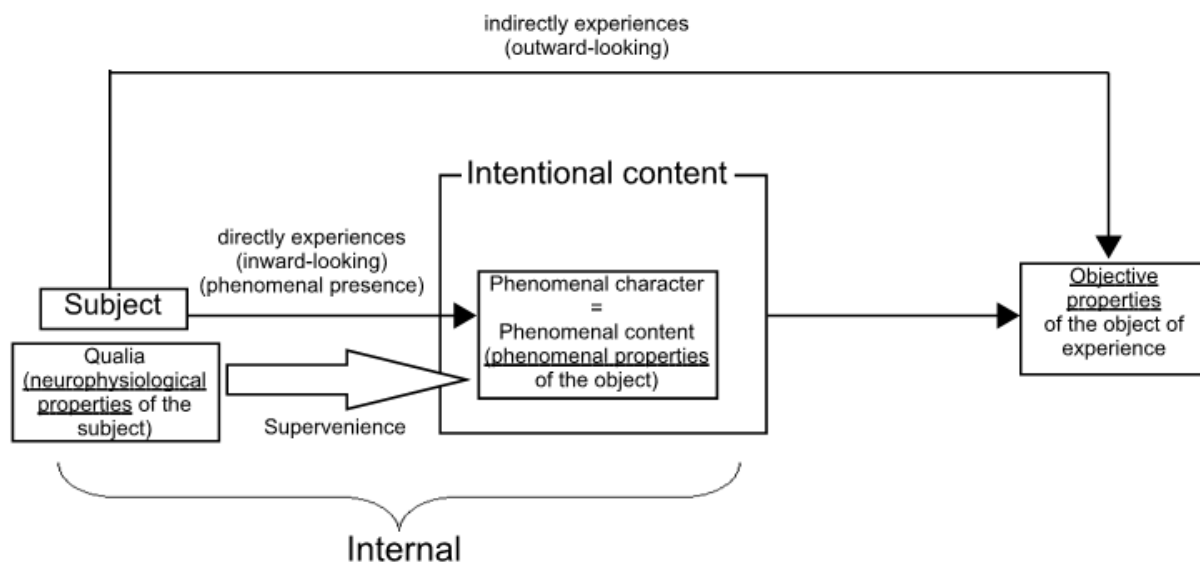 indirectly experiences
(outward-looking)
Intentional content
directly experiences
(inward-looking)
(phenomenal presence)
Subject
Phenomenal character
=
Phenomenal content
(phenomenal properties
of the object)
Objective
properties
of the object of
experience
Qualia
(neurophysiological
properties of the
subject)
Supervenience
Internal